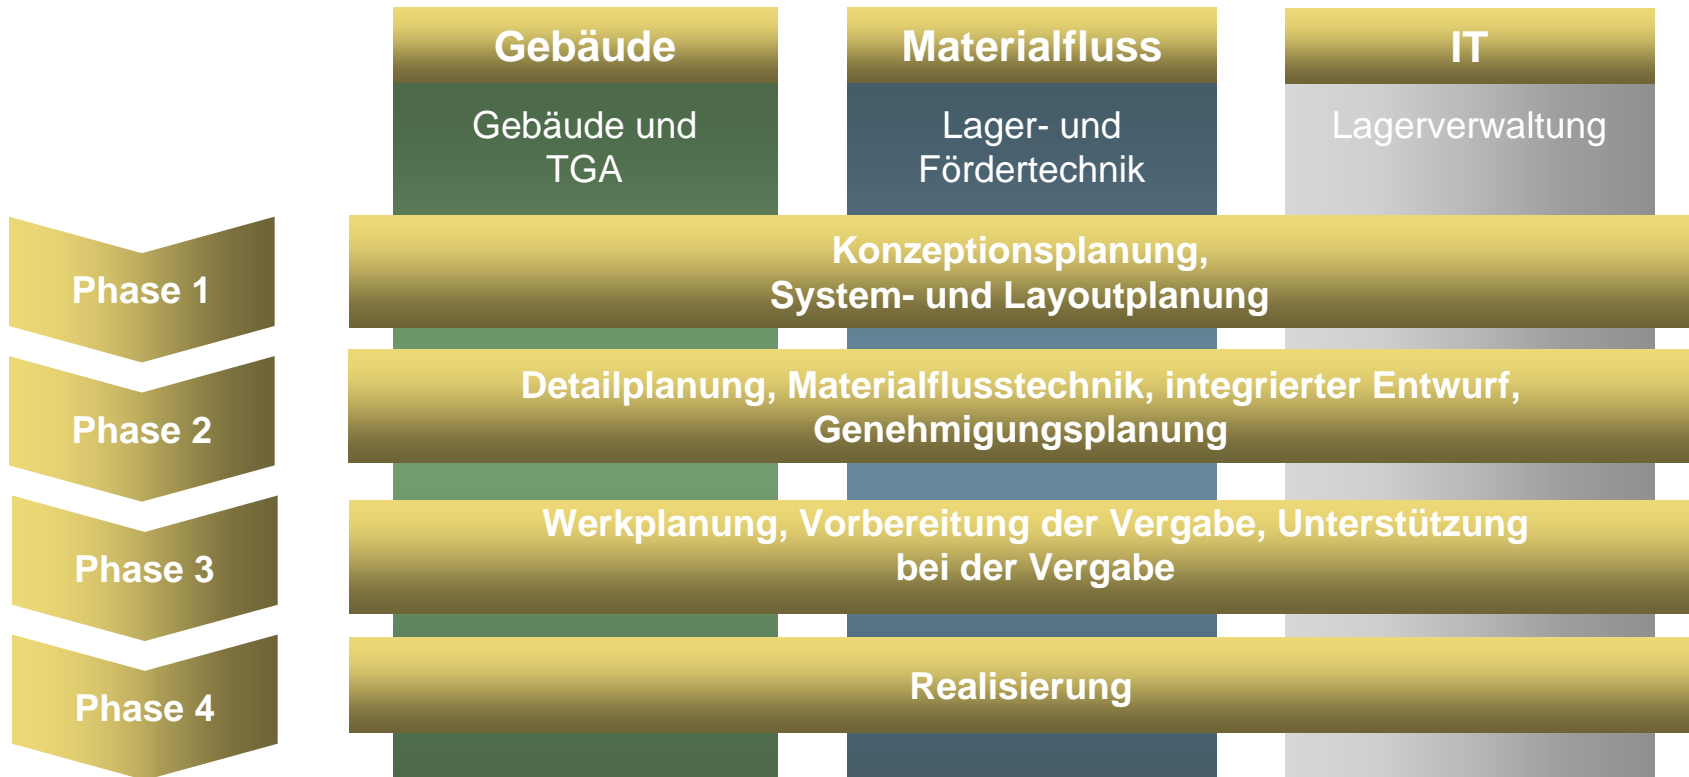 Gebäude
Materialfluss
IT
Gebäude und
TGA
Lager- und
Fördertechnik
Lagerverwaltung
Phase 1
Konzeptionsplanung,
System- und Layoutplanung
Phase 2
Detailplanung, Materialflusstechnik, integrierter Entwurf,
Genehmigungsplanung
Phase 3
Werkplanung, Vorbereitung der Vergabe, Unterstützung
bei der Vergabe
Phase 4
Realisierung